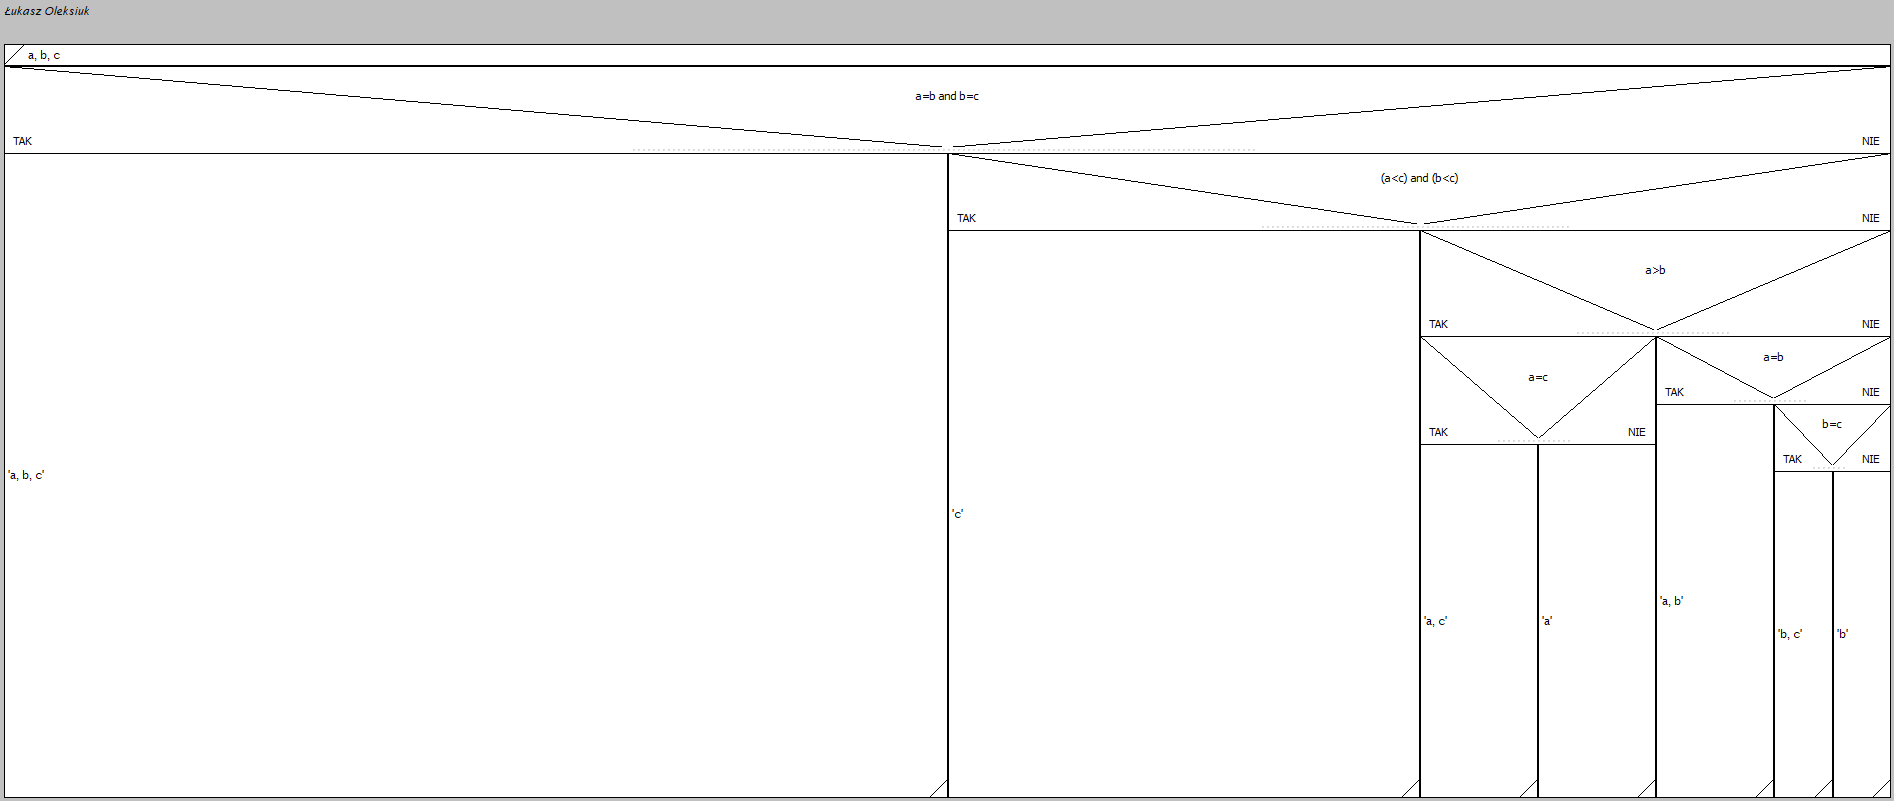 Łukasz Oleksiuk
a, b, c
a=b and b=c
TAK
NIE
(a<c) and (b<c)
TAK
NIE
a>b
TAK
NIE
a=c
TAK
NIE
a=b
TAK
NIE
b=c
TAK
NIE
'a, b, c'
'c'
'a, c'
'a'
'a, b'
'b, c'
'b'